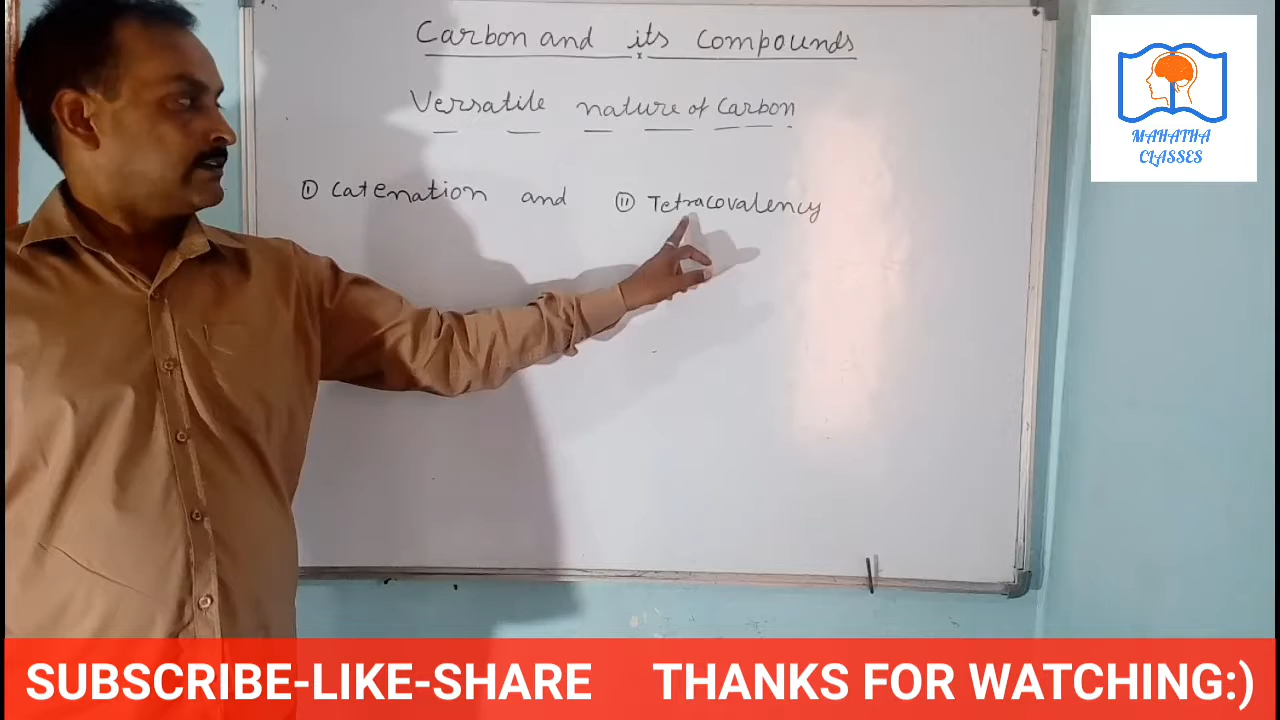 Carbon and its compounds
Versatile nature of Carbon
① Catenation and ② Tetracovalency
MAHATHA
CLASSES
SUBSCRIBE-LIKE-SHARE THANKS FOR WATCHING:)